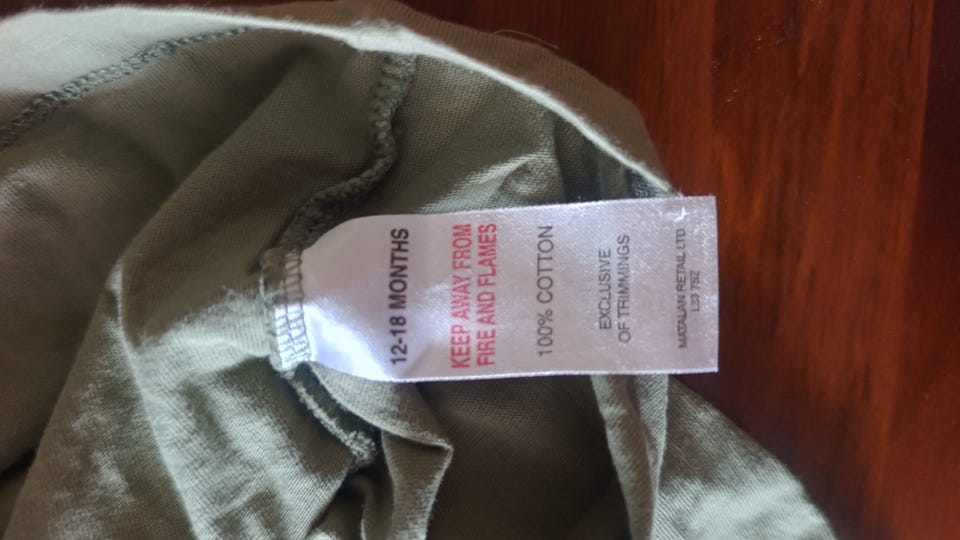 12-18 MONTHS
KEEP AWAY FROM
FIRE AND FLAMES
100% COTTON
EXCLUSIVE
OF TRIMMINGS
MATALAN RETAIL LTD.
L33 7SZ